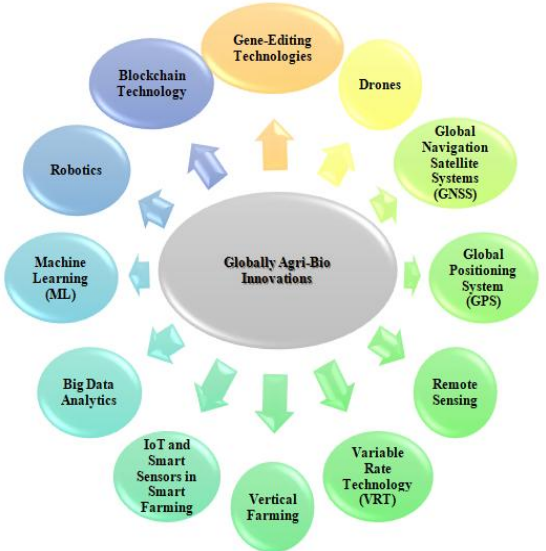 Gene-Editing
Technologies
Drones
Global
Navigation
Satellite
Systems
(GNSS)
Global
Positioning
System
(GPS)
Remote
Sensing
Variable
Rate
Technology
(VRT)
Vertical
Farming
IoT and
Smart
Sensors in
Smart
Farming
Big Data
Analytics
Machine
Learning
(ML)
Robotics
Blockchain
Technology
Globally Agri-Bio
Innovations